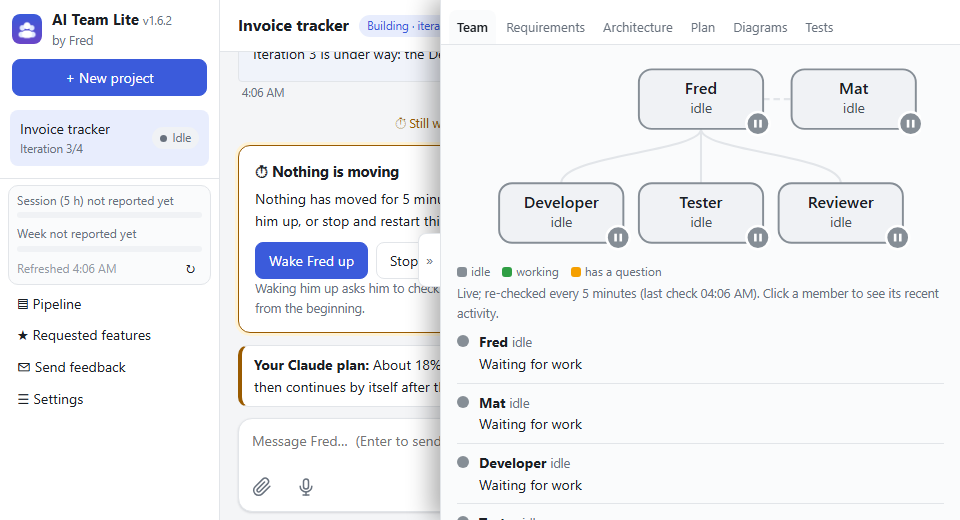 AI Team Lite v1.6.2
by Fred
+ New project
Invoice tracker
Iteration 3/4
Idle
Session (5 h) not reported yet
Week not reported yet
Refreshed 4:06 AM
Pipeline
Requested features
Send feedback
Settings
Invoice tracker
Building · itera
Iteration 3 is under way: the De
4:06 AM
Still w
Nothing is moving
Nothing has moved for 5 minu
him up, or stop and restart thi
Wake Fred up
Stop
»
Waking him up asks him to check
from the beginning.
Your Claude plan: About 18%
then continues by itself after t
Message Fred... (Enter to send
Team
Requirements
Architecture
Plan
Diagrams
Tests
Fred
idle
Mat
idle
Developer
idle
Tester
idle
Reviewer
idle
idle
working
has a question
Live; re-checked every 5 minutes (last check 04:06 AM). Click a member to see its recent
activity.
Fred idle
Waiting for work
Mat idle
Waiting for work
Developer idle
Waiting for work